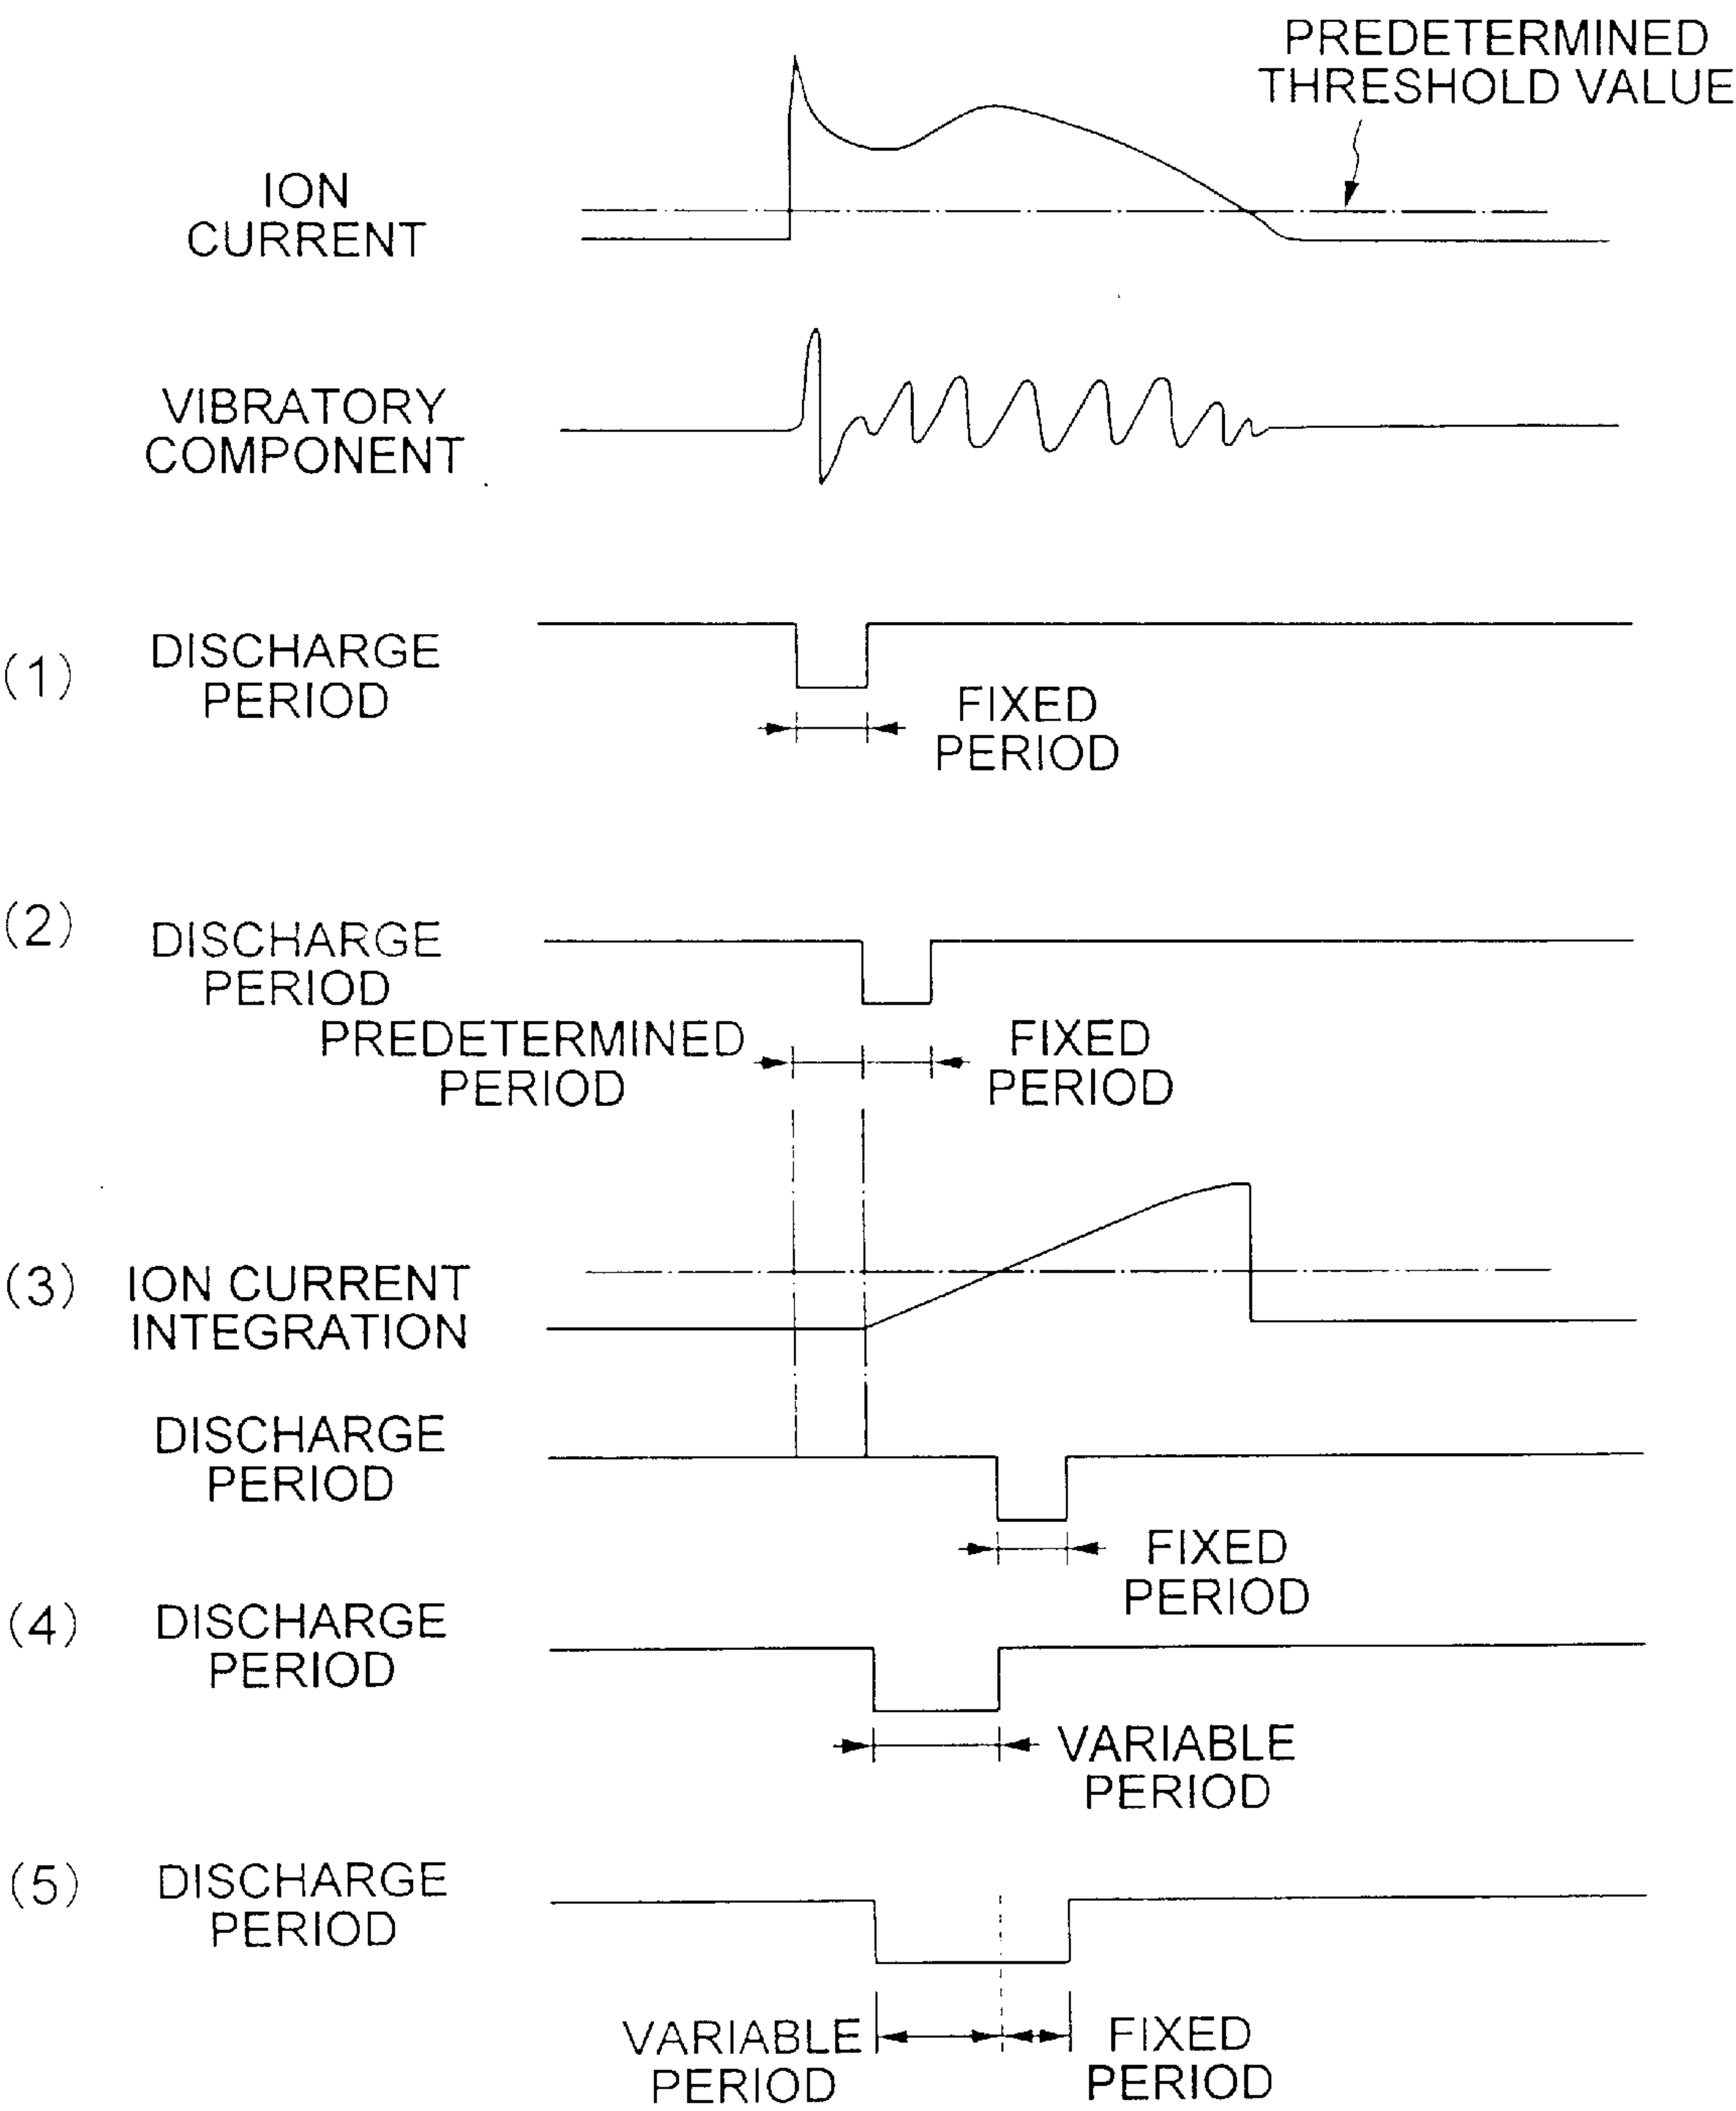 PREDETERMINED
THRESHOLD VALUE
ION
CURRENT
VIBRATORY
COMPONENT
(1) DISCHARGE
PERIOD
FIXED
PERIOD
(2) DISCHARGE
PERIOD
PREDETERMINED
PERIOD
FIXED
PERIOD
(3) ION CURRENT
INTEGRATION
DISCHARGE
PERIOD
FIXED
PERIOD
(4) DISCHARGE
PERIOD
VARIABLE
PERIOD
(5) DISCHARGE
PERIOD
VARIABLE
PERIOD
FIXED
PERIOD